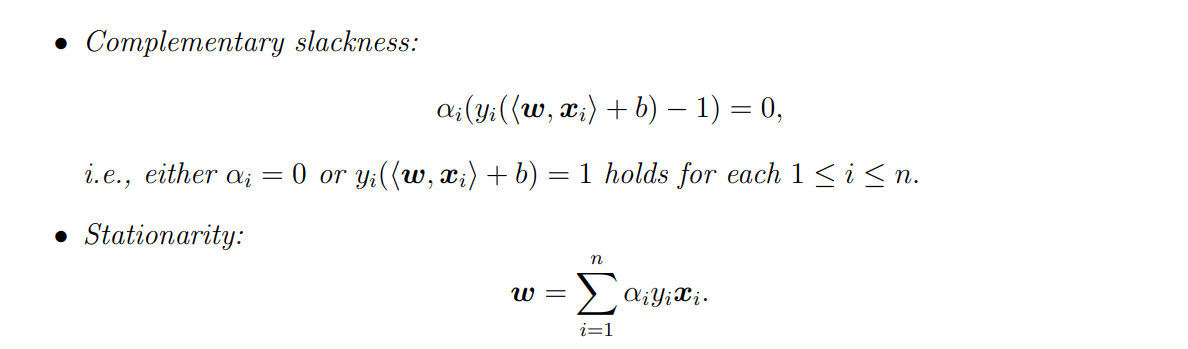 • Complementary slackness:
αᵢ(yᵢ(⟨w, xᵢ⟩ + b) − 1) = 0,
i.e., either αᵢ = 0 or yᵢ(⟨w, xᵢ⟩ + b) = 1 holds for each 1 ≤ i ≤ n.
• Stationarity:
w = ∑ᵢ₌₁ⁿ αᵢyᵢxᵢ.